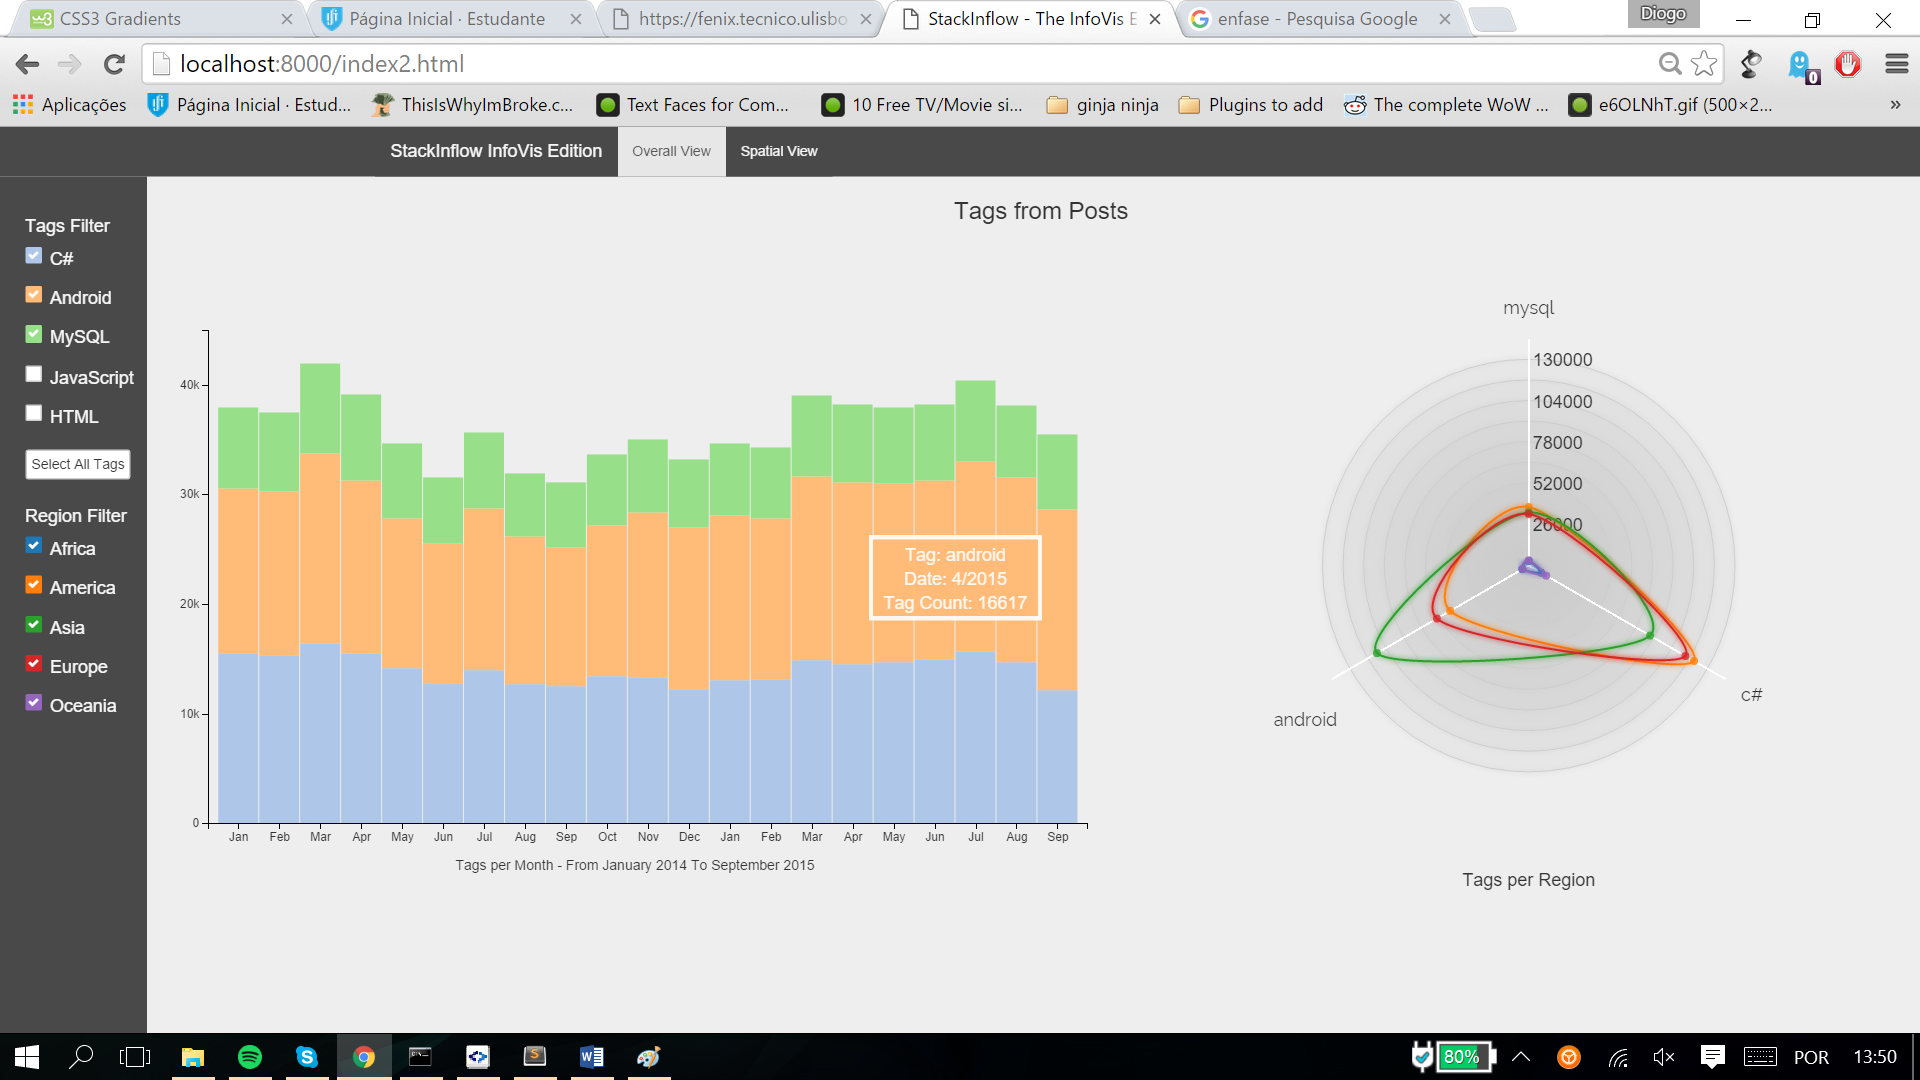 CSS3 Gradients
Página Inicial · Estudante
https://fenix.tecnico.ulisbo
StackInflow - The InfoVis E
enfase - Pesquisa Google
Diogo
localhost:8000/index2.html
0
Aplicações
Página Inicial · Estud...
ThisIsWhyImBroke.c...
Text Faces for Com...
10 Free TV/Movie si...
ginja ninja
Plugins to add
The complete WoW ...
e6OLNhT.gif (500×2...
»
StackInflow InfoVis Edition
Overall View
Spatial View
Tags Filter
C#
Android
MySQL
JavaScript
HTML
Select All Tags
Region Filter
Africa
America
Asia
Europe
Oceania
Tags from Posts
40k
30k
20k
10k
0
Tag: android
Date: 4/2015
Tag Count: 16617
Jan Feb Mar Apr May Jun Jul Aug Sep Oct Nov Dec Jan Feb Mar Apr May Jun Jul Aug Sep
Tags per Month - From January 2014 To September 2015
mysql
130000
104000
78000
52000
26000
c#
android
Tags per Region
80%
POR
13:50